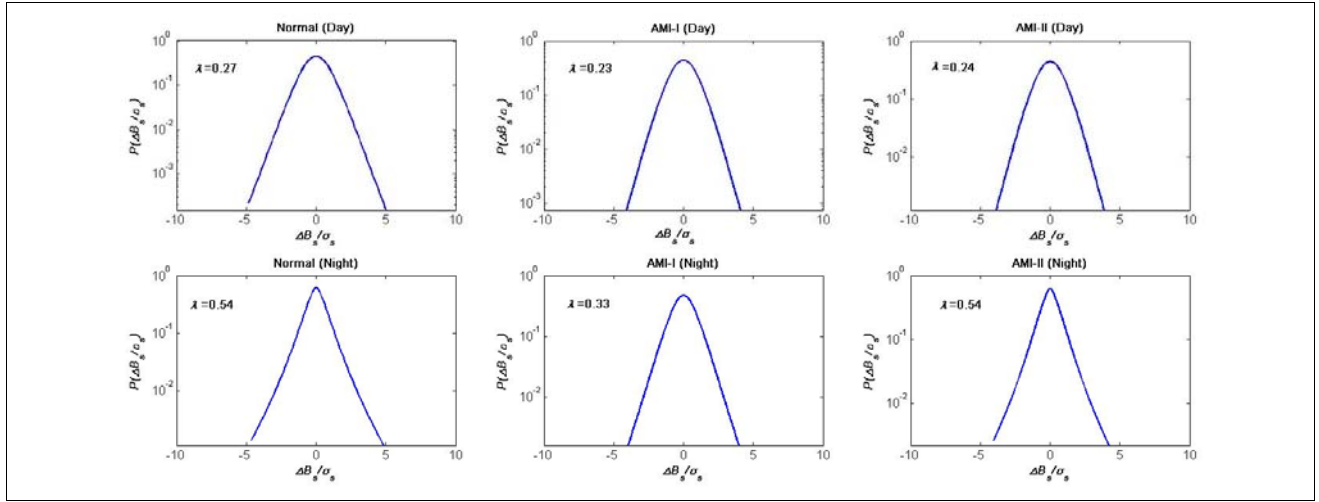 Normal (Day)
10^0
10^-1
10^-2
10^-3
P(ΔB_s/σ_s)
λ=0.27
-10 -5 0 5 10
ΔB_s/σ_s
AMI-I (Day)
10^0
10^-1
10^-2
10^-3
P(ΔB_s/σ_s)
λ=0.23
-10 -5 0 5 10
ΔB_s/σ_s
AMI-II (Day)
10^0
10^-1
10^-2
P(ΔB_s/σ_s)
λ=0.24
-10 -5 0 5 10
ΔB_s/σ_s
Normal (Night)
10^0
10^-1
10^-2
P(ΔB_s/σ_s)
λ=0.54
-10 -5 0 5 10
ΔB_s/σ_s
AMI-I (Night)
10^0
10^-1
10^-2
P(ΔB_s/σ_s)
λ=0.33
-10 -5 0 5 10
ΔB_s/σ_s
AMI-II (Night)
10^0
10^-1
10^-2
P(ΔB_s/σ_s)
λ=0.54
-10 -5 0 5 10
ΔB_s/σ_s